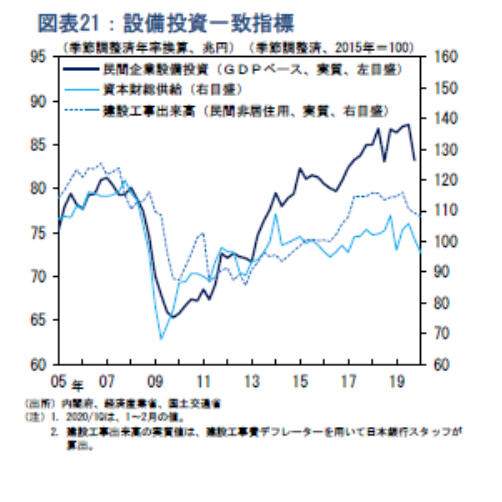 図表21：設備投資一致指標
（季節調整済年率換算、兆円）（季節調整済、2015年＝100）
95 160
民間企業設備投資（ＧＤＰベース、実質、左目盛）
資本財総供給（右目盛）
建設工事出来高（民間非居住用、実質、右目盛）
90 150
140
85 130
80 120
110
75 100
70 90
80
65 70
60 60
05年 07 09 11 13 15 17 19
（出所）内閣府、経済産業省、国土交通省
（注）1. 2020/1Qは、1～2月の値。
2. 建設工事出来高の実質値は、建設工事費デフレーターを用いて日本銀行スタッフが
算出。